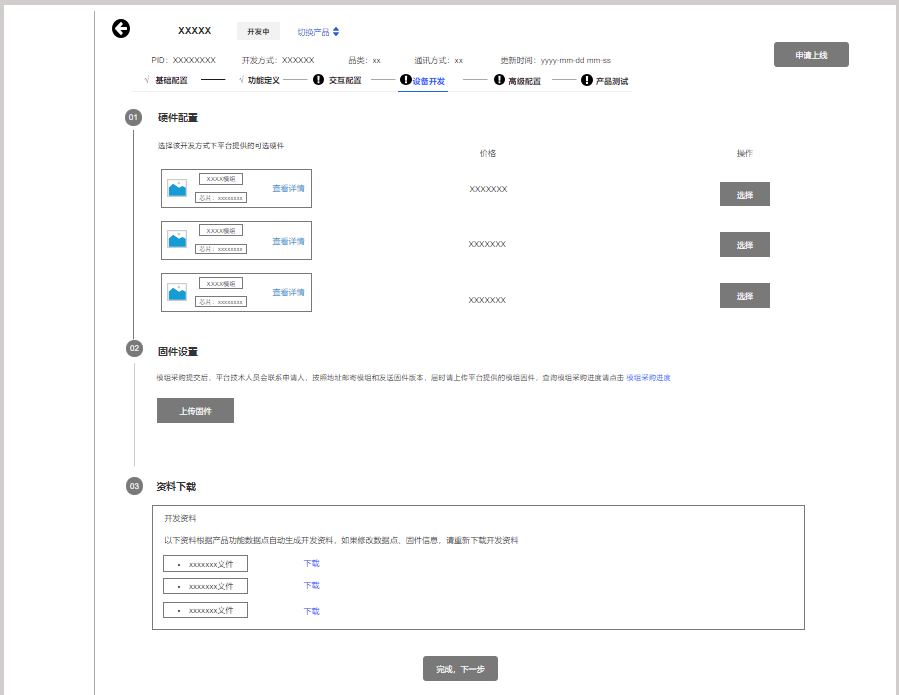 XXXXX 开发中 切换产品
申请上线
PID: XXXXXXXX 开发方式: XXXXXX 品类: xx 通讯方式: xx 更新时间: yyyy-mm-dd mm-ss
√ 基础配置 √ 功能定义 交互配置 设备开发 高级配置 产品测试
01 硬件配置
选择该开发方式下平台提供的可选硬件
价格 操作
XXXX模组
芯片: xxxxxxxx
查看详情 XXXXXXX 选择
XXXX模组
芯片: xxxxxxxx
查看详情 XXXXXXX 选择
XXXX模组
芯片: xxxxxxxx
查看详情 XXXXXXX 选择
02 固件设置
模组采购提交后，平台技术人员会联系申请人，按照地址邮寄模组和发送固件版本，届时请上传平台提供的模组固件，查询模组采购进度请点击 模组采购进度
上传固件
03 资料下载
开发资料
以下资料根据产品功能数据点自动生成开发资料，如果修改数据点、固件信息，请重新下载开发资料
• xxxxxxx文件 下载
• xxxxxxx文件 下载
• xxxxxxx文件 下载
完成，下一步